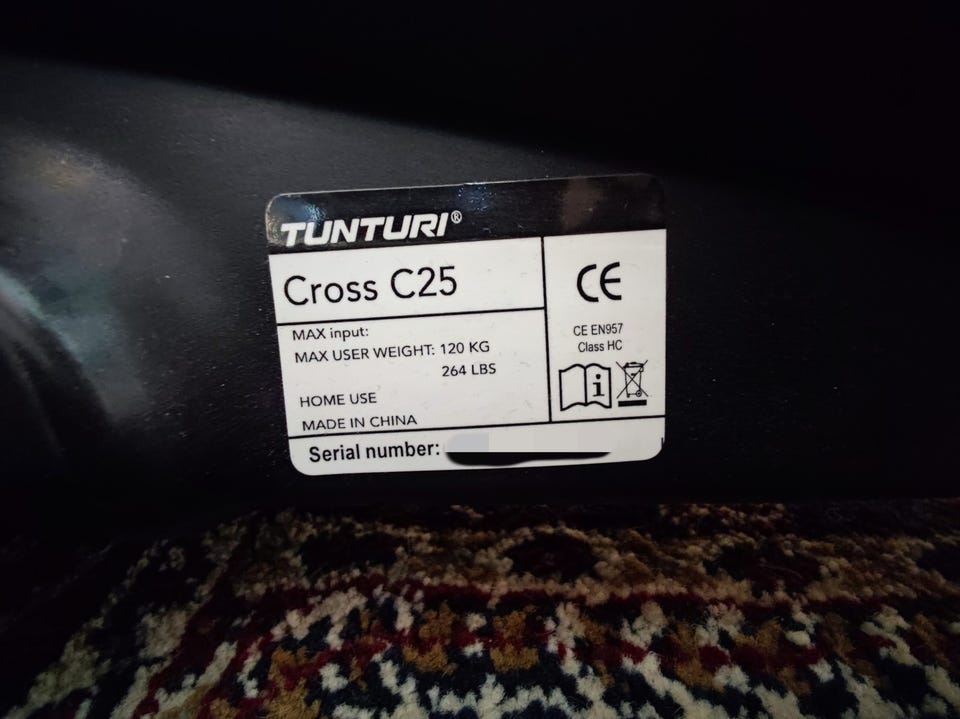 TUNTURI®
Cross C25
MAX input:
MAX USER WEIGHT: 120 KG
264 LBS
HOME USE
MADE IN CHINA
Serial number:
CE
CE EN957
Class HC
i